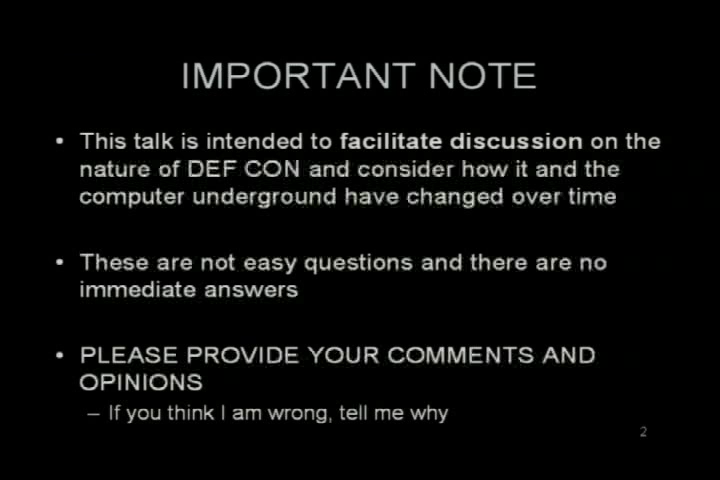 IMPORTANT NOTE
• This talk is intended to facilitate discussion on the
nature of DEF CON and consider how it and the
computer underground have changed over time
• These are not easy questions and there are no
immediate answers
• PLEASE PROVIDE YOUR COMMENTS AND
OPINIONS
– If you think I am wrong, tell me why
2